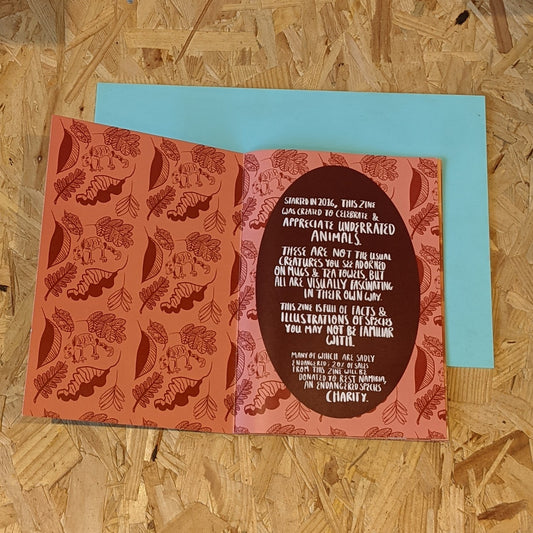 STARTED IN 2016, THIS ZINE
WAS CREATED TO CELEBRATE &
APPRECIATE UNDERRATED
ANIMALS.
THESE ARE NOT THE USUAL
CREATURES YOU SEE ADORNED
ON MUGS & TEA TOWELS, BUT
ALL ARE VISUALLY FASCINATING
IN THEIR OWN WAY.
THIS ZINE IS FULL OF FACTS &
ILLUSTRATIONS OF SPECIES
YOU MAY NOT BE FAMILIAR
WITH.
MANY OF WHICH ARE SADLY
ENDANGERED. 20% OF SALES
FROM THIS ZINE WILL BE
DONATED TO REST NAMIBIA,
AN ENDANGERED SPECIES
CHARITY.